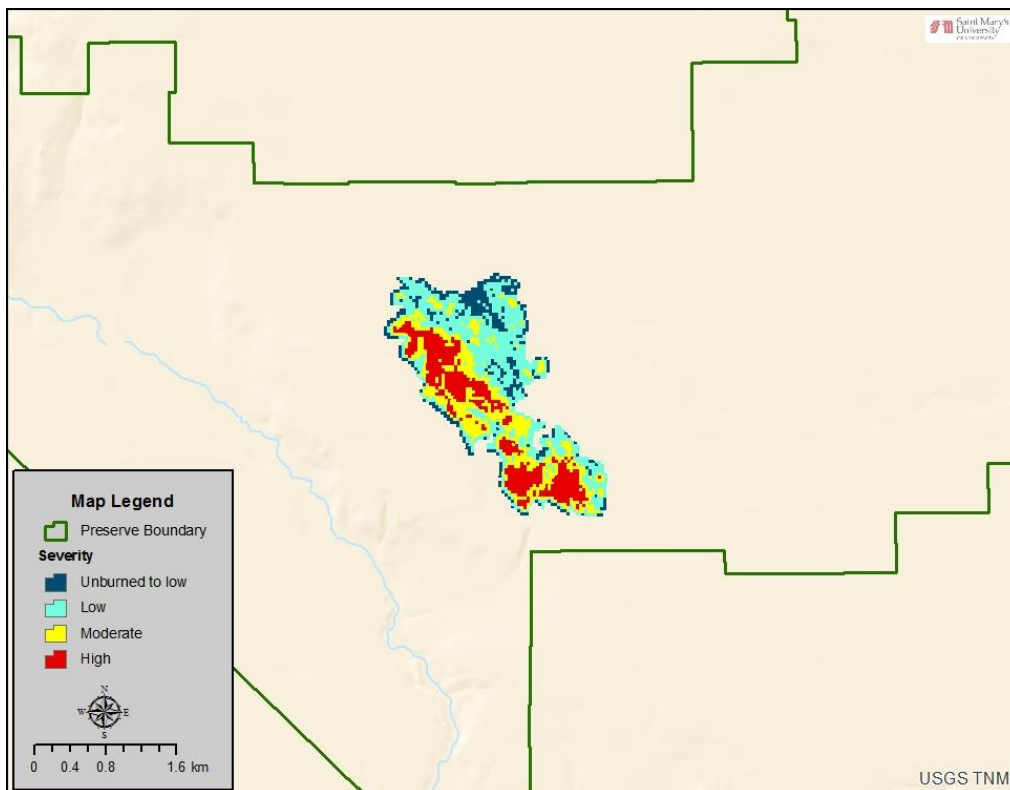 Saint Mary's
University
Map Legend
Preserve Boundary
Severity
Unburned to low
Low
Moderate
High
N
W E
S
0 0.4 0.8 1.6 km
USGS TNM